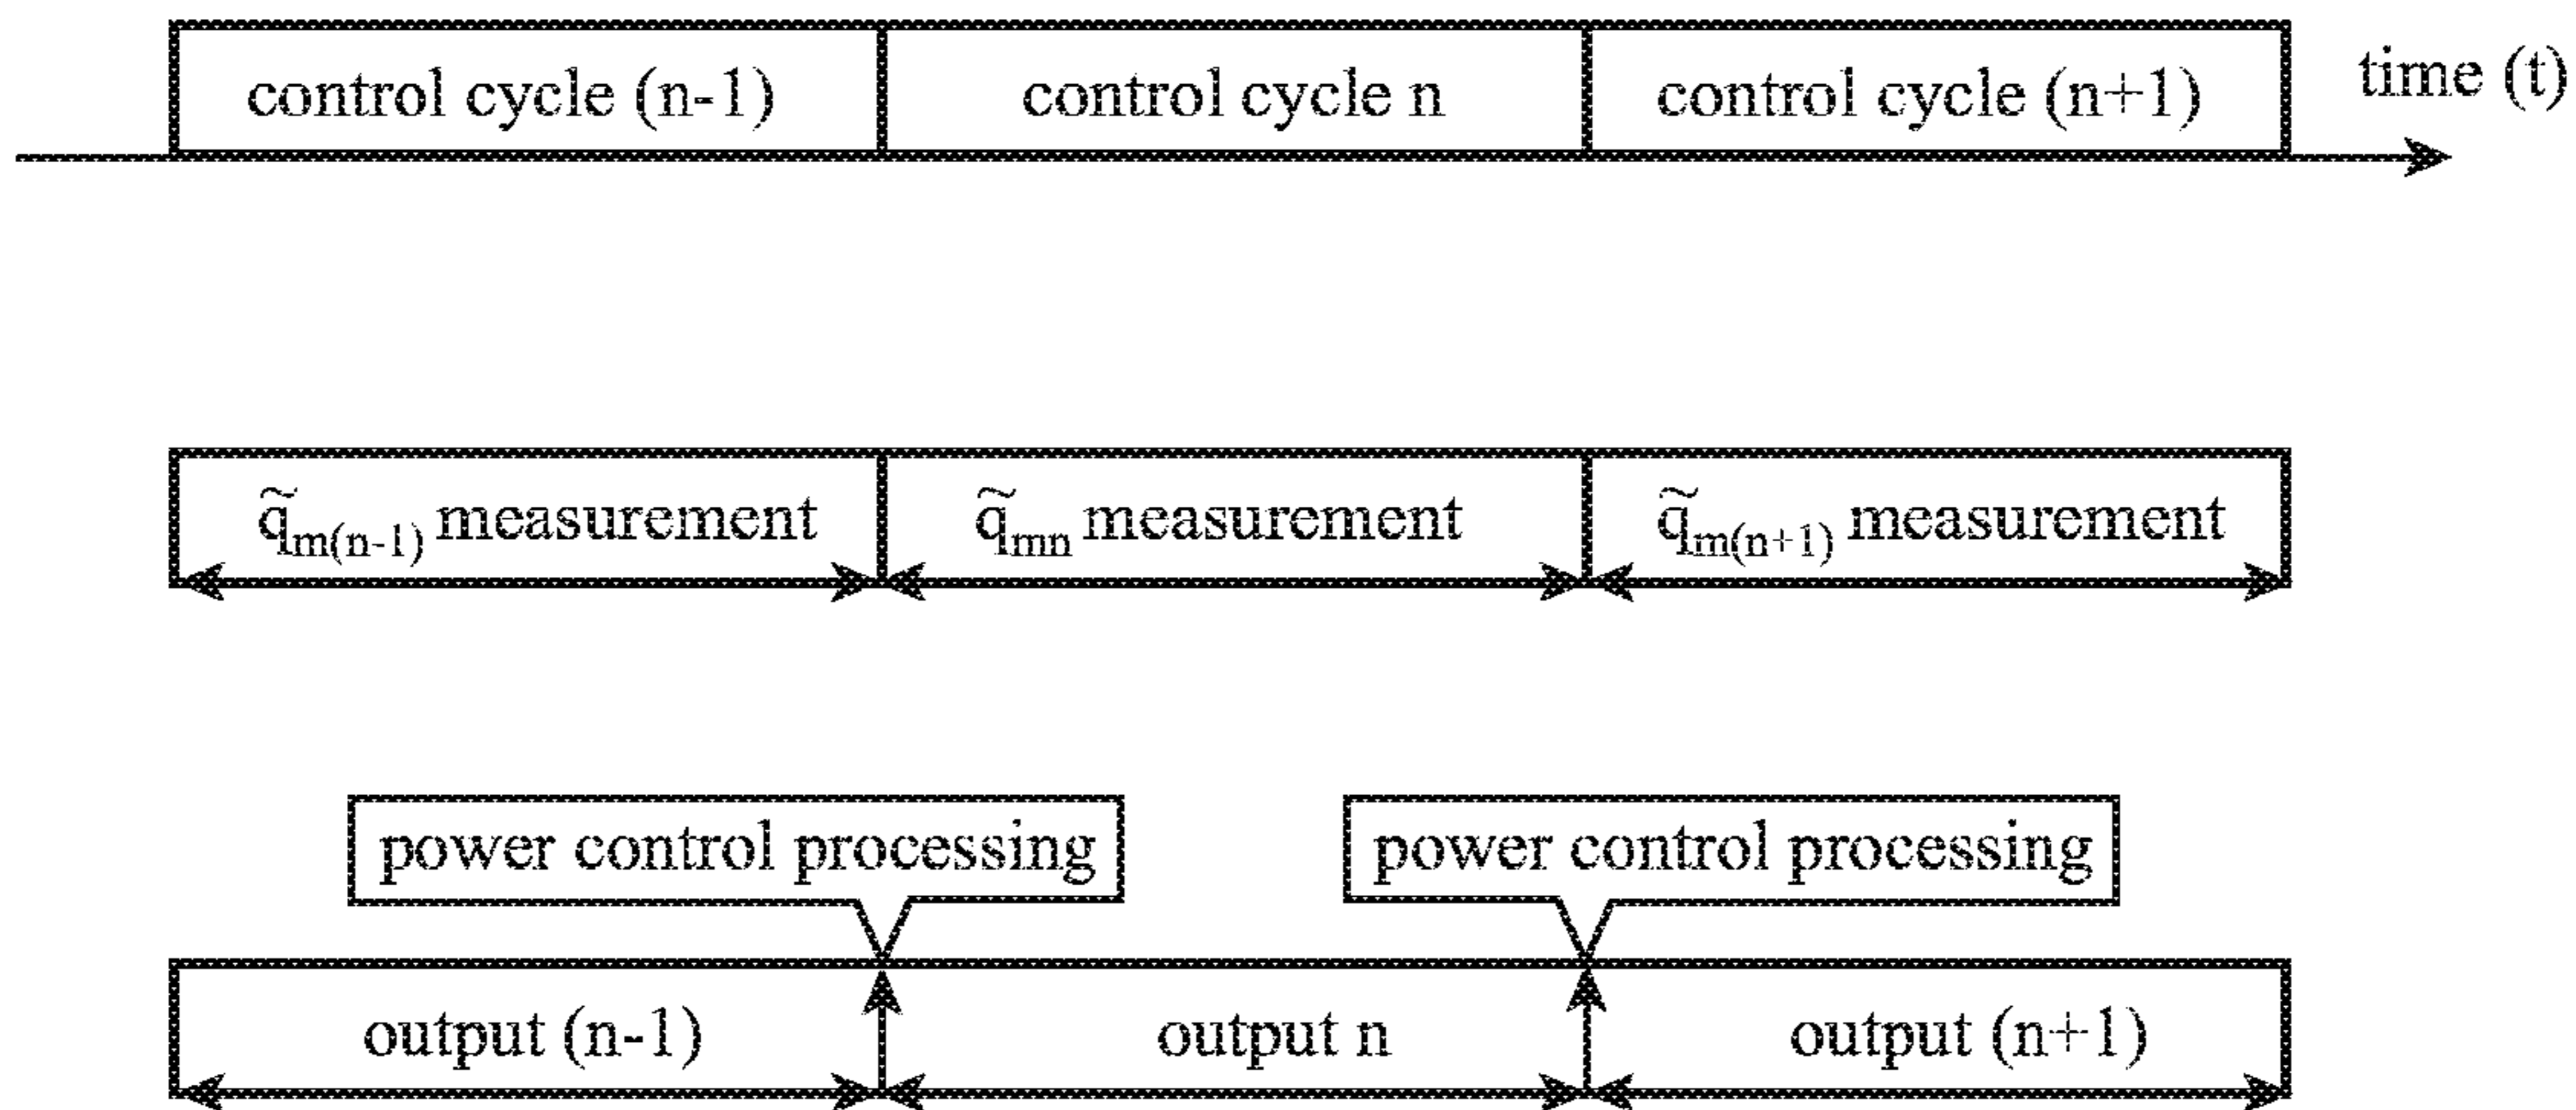 control cycle (n-1) control cycle n control cycle (n+1) time (t)
q̃m(n-1) measurement q̃mn measurement q̃m(n+1) measurement
power control processing power control processing
output (n-1) output n output (n+1)